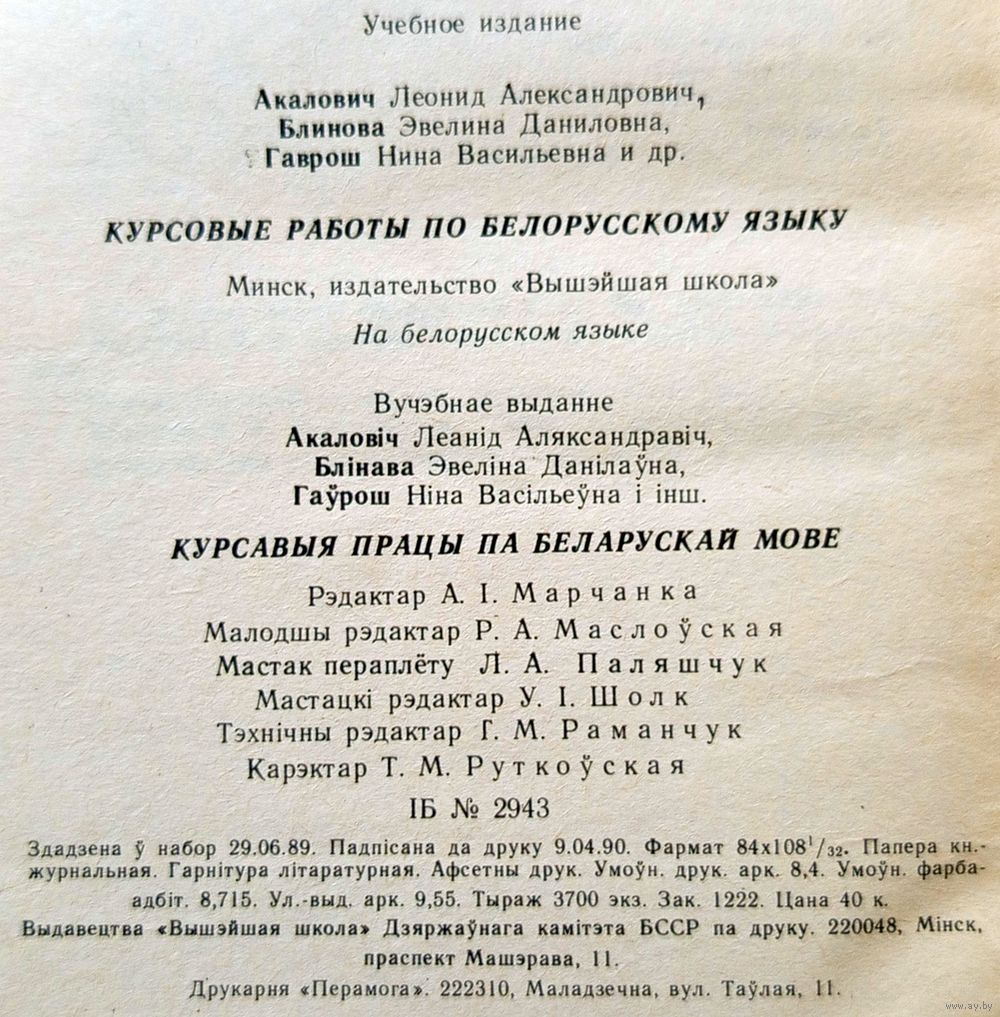 Учебное издание
Акалович Леонид Александрович,
Блинова Эвелина Даниловна,
Гаврош Нина Васильевна и др.
КУРСОВЫЕ РАБОТЫ ПО БЕЛОРУССКОМУ ЯЗЫКУ
Минск, издательство «Вышэйшая школа»
На белорусском языке
Вучэбнае выданне
Акаловіч Леанід Аляксандравіч,
Блінава Эвеліна Данілаўна,
Гаўрош Ніна Васільеўна і інш.
КУРСАВЫЯ ПРАЦЫ ПА БЕЛАРУСКАЙ МОВЕ
Рэдактар А. І. Марчанка
Малодшы рэдактар Р. А. Маслоўская
Мастак пераплёту Л. А. Паляшчук
Мастацкі рэдактар У. І. Шолк
Тэхнічны рэдактар Г. М. Раманчук
Карэктар Т. М. Руткоўская
ІБ № 2943
Здадзена ў набор 29.06.89. Падпісана да друку 9.04.90. Фармат 84х108¹/₃₂. Папера кн.-
журнальная. Гарнітура літаратурная. Афсетны друк. Умоўн. друк. арк. 8,4. Умоўн. фарба-
адбіт. 8,715. Ул.-выд. арк. 9,55. Тыраж 3700 экз. Зак. 1222. Цана 40 к.
Выдавецтва «Вышэйшая школа» Дзяржаўнага камітэта БССР па друку. 220048, Мінск,
праспект Машэрава, 11.
Друкарня «Перамога». 222310, Маладзечна, вул. Таўлая, 11.
www.ay.by